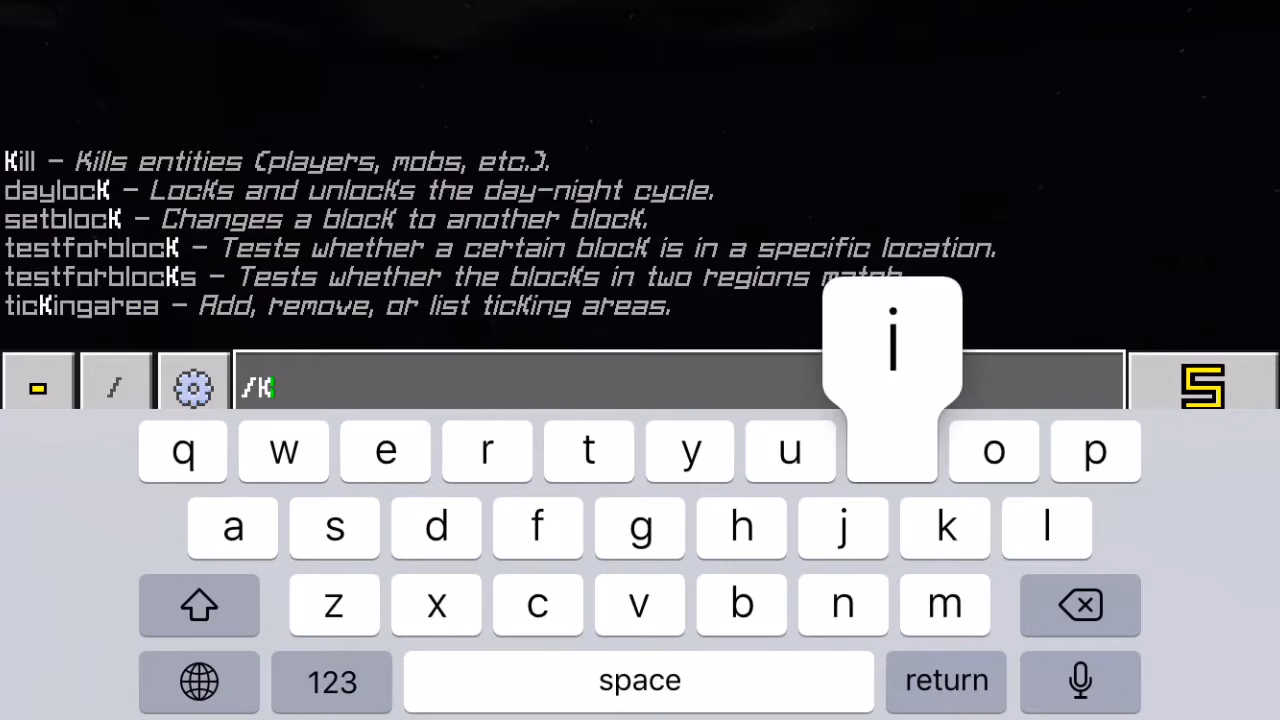 Kill - Kills entities (players, mobs, etc.).
daylock - Locks and unlocks the day-night cycle.
setblock - Changes a block to another block.
testforblock - Tests whether a certain block is in a specific location.
testforblocks - Tests whether the blocks in two regions match.
tickingarea - Add, remove, or list ticking areas.
/ /K
i
q w e r t y u o p
a s d f g h j k l
z x c v b n m
123 space return